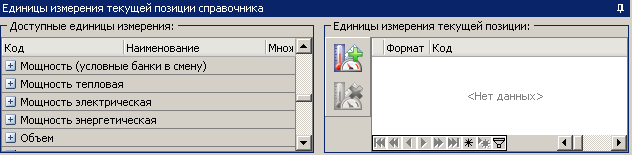 Единицы измерения текущей позиции справочника
Доступные единицы измерения:
Код Наименование Множ
Мощность (условные банки в смену)
Мощность тепловая
Мощность электрическая
Мощность энергетическая
Объем
Единицы измерения текущей позиции:
Формат Код
<Нет данных>